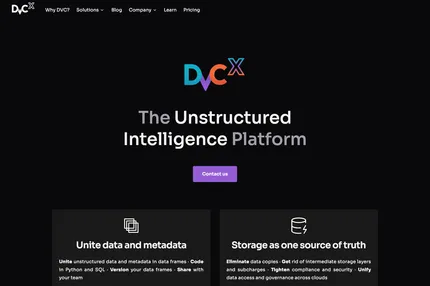 DVCX Why DVC? Solutions Blog Company Learn Pricing
DVCX
The Unstructured
Intelligence Platform
Contact us
Unite data and metadata
Unite unstructured data and metadata in data frames · Code
in Python and SQL · Version your data frames · Share with
your team
Storage as one source of truth
Eliminate data copies · Get rid of intermediate storage layers
and subcharges · Tighten compliance and security · Unify
data access and governance across clouds